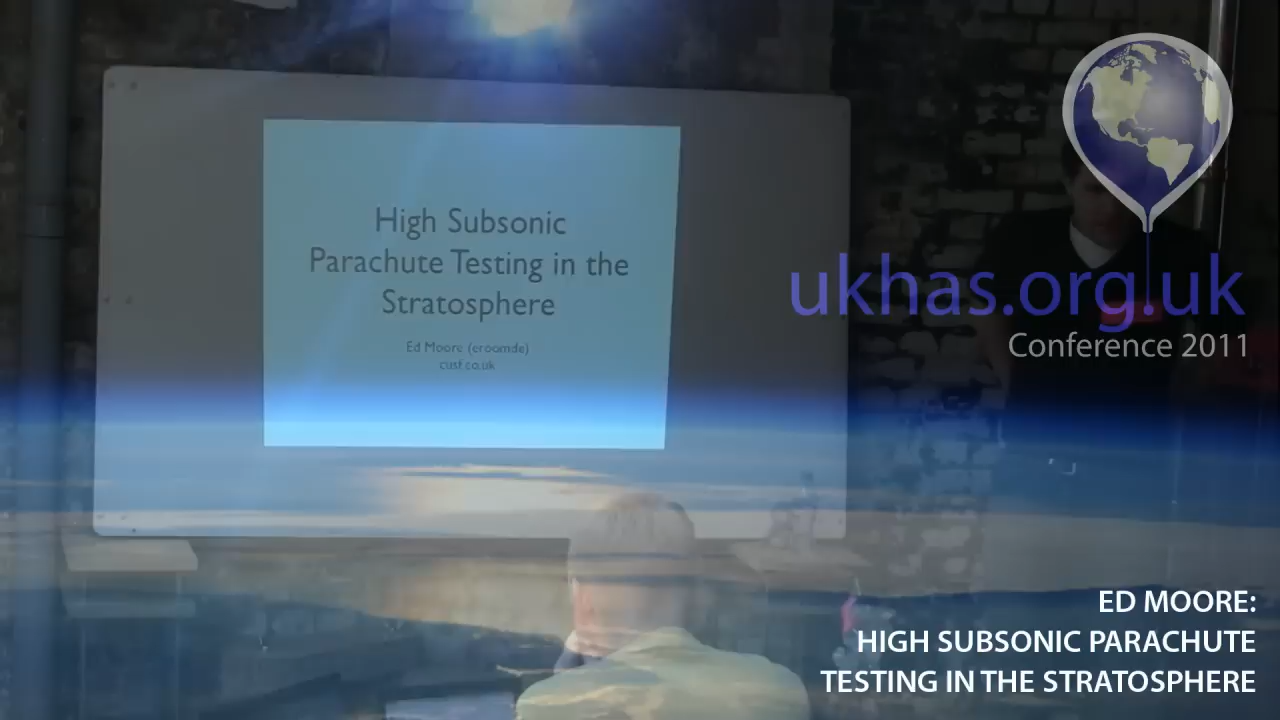 High Subsonic
Parachute Testing in the
Stratosphere
Ed Moore (eroomde)
cusf.co.uk
ukhas.org.uk
Conference 2011
ED MOORE:
HIGH SUBSONIC PARACHUTE
TESTING IN THE STRATOSPHERE